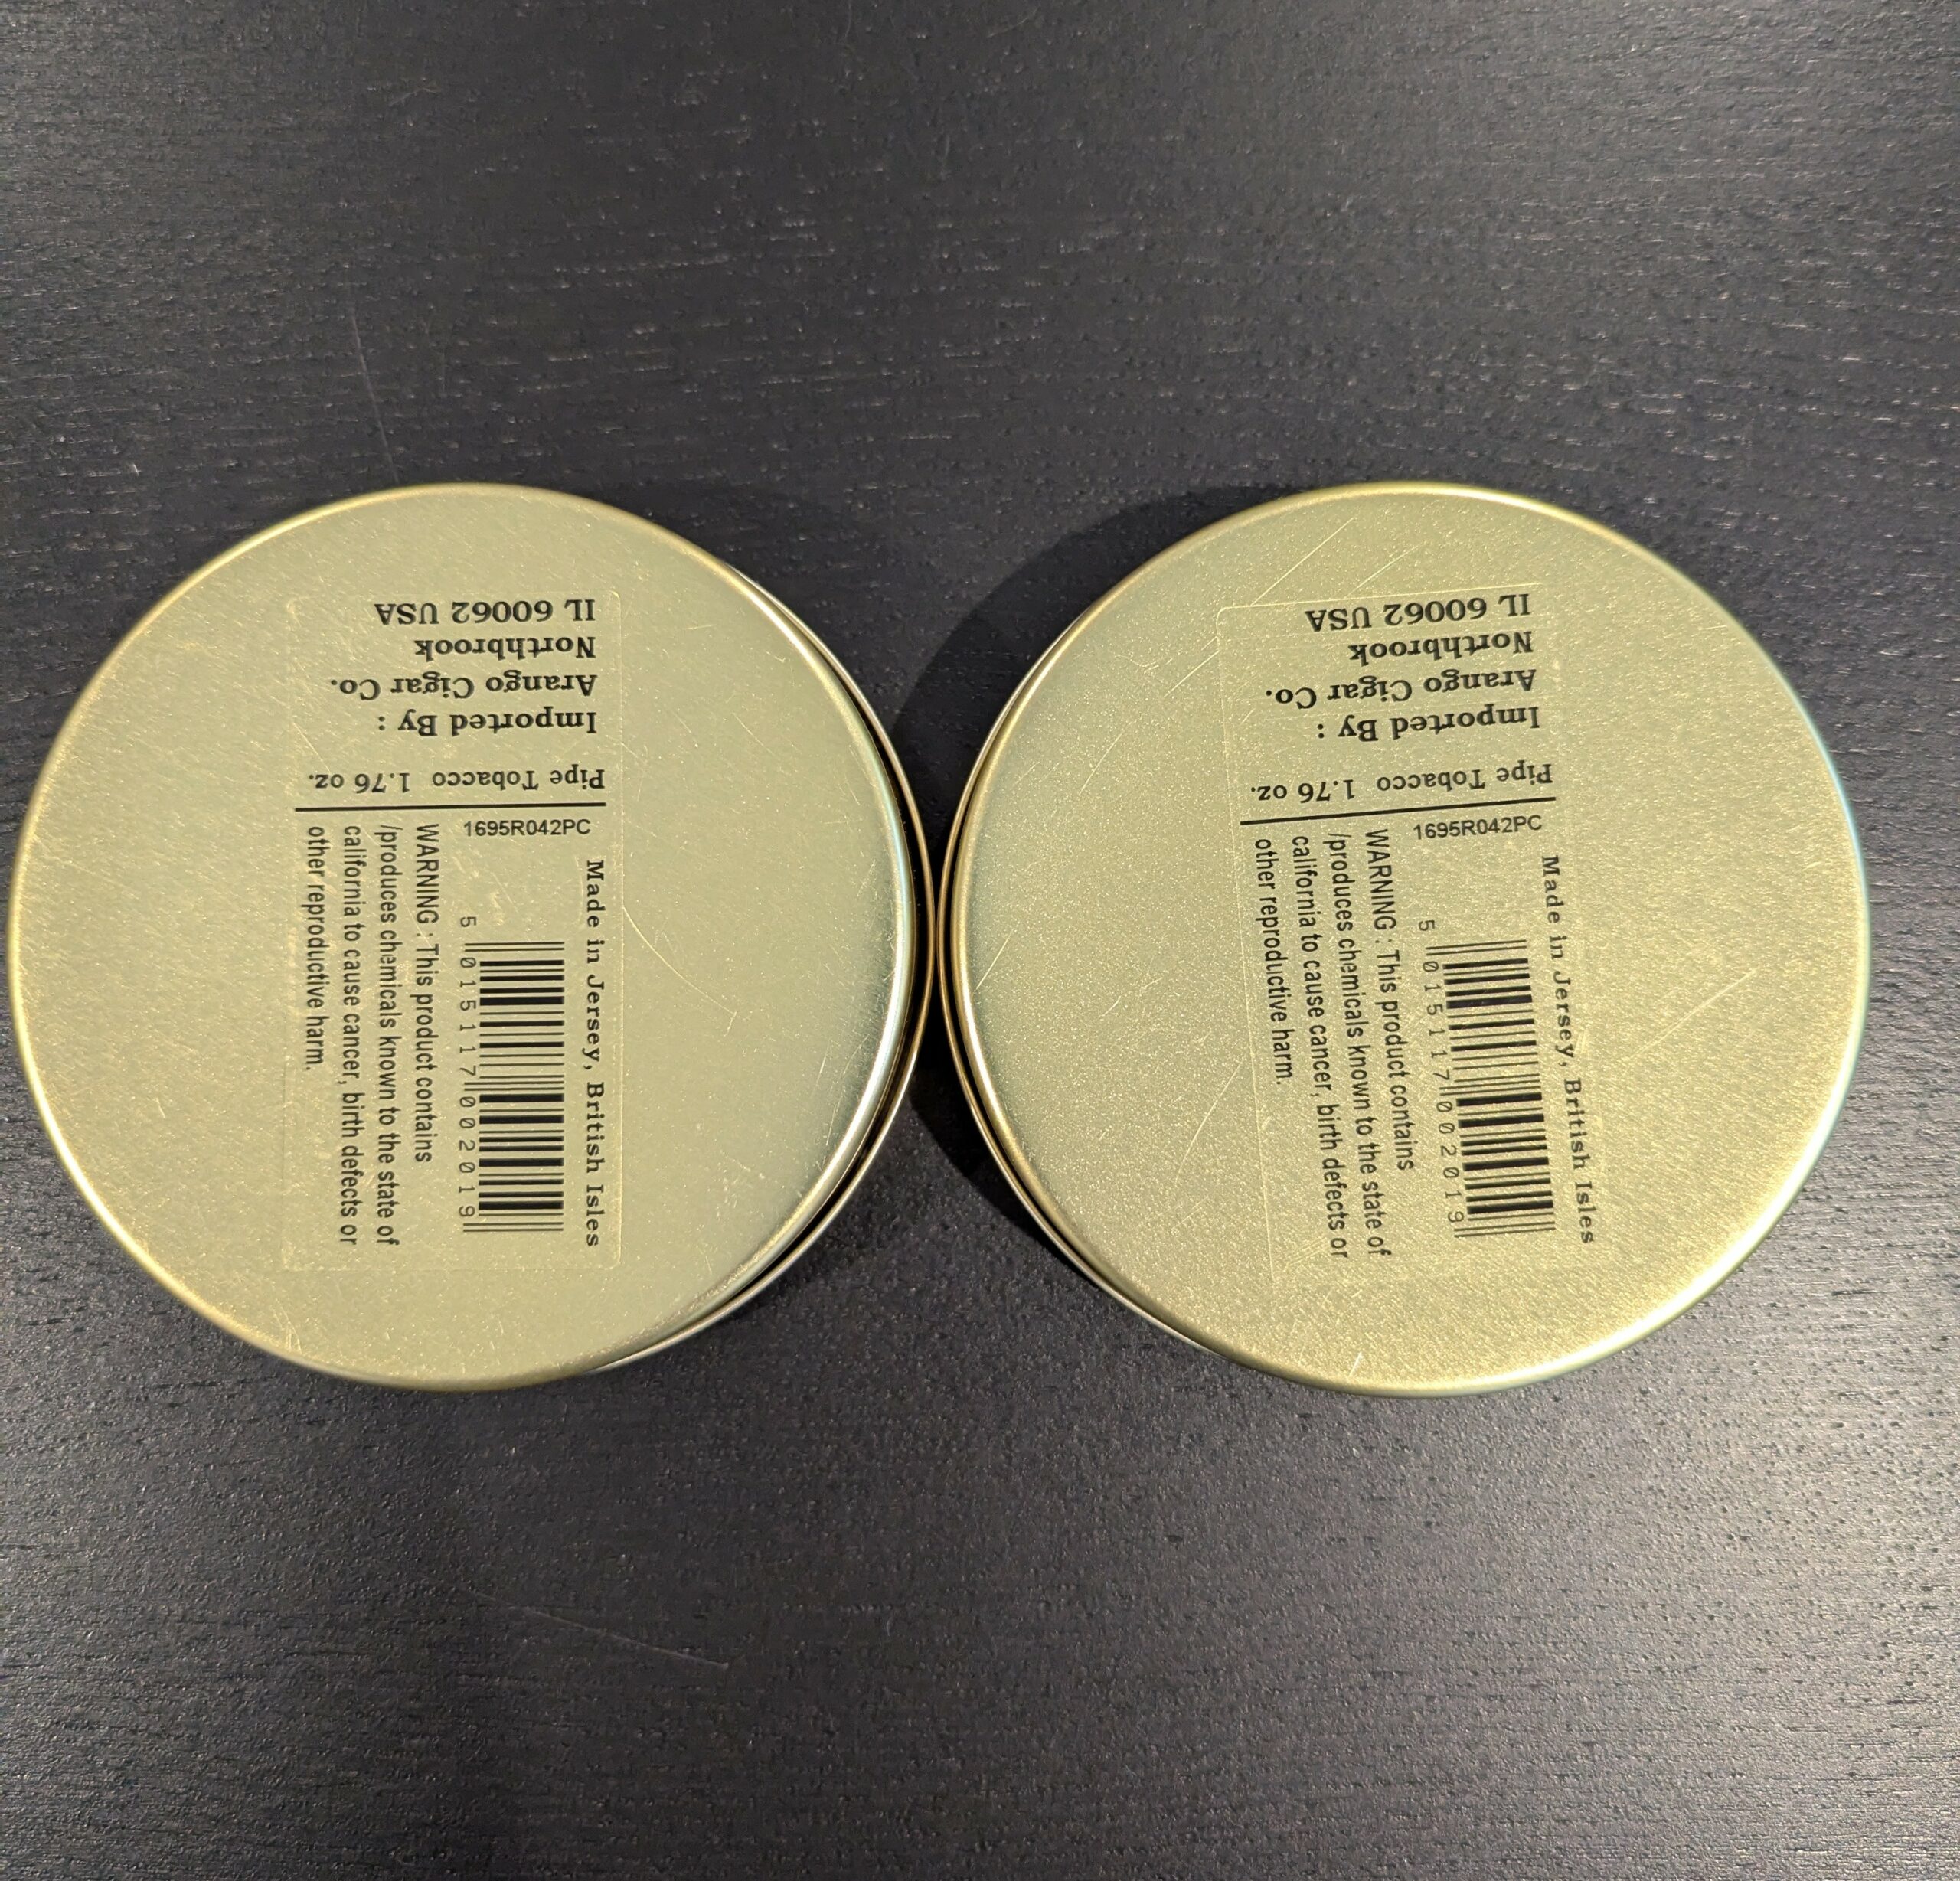 Imported By :
Arango Cigar Co.
Northbrook
IL 60062 USA
Pipe Tobacco 1.76 oz.
1695R042PC
Made in Jersey, British Isles
5 015117 002019
WARNING : This product contains
/produces chemicals known to the state of
california to cause cancer, birth defects or
other reproductive harm.
Imported By :
Arango Cigar Co.
Northbrook
IL 60062 USA
Pipe Tobacco 1.76 oz.
1695R042PC
Made in Jersey, British Isles
5 015117 002019
WARNING : This product contains
/produces chemicals known to the state of
california to cause cancer, birth defects or
other reproductive harm.